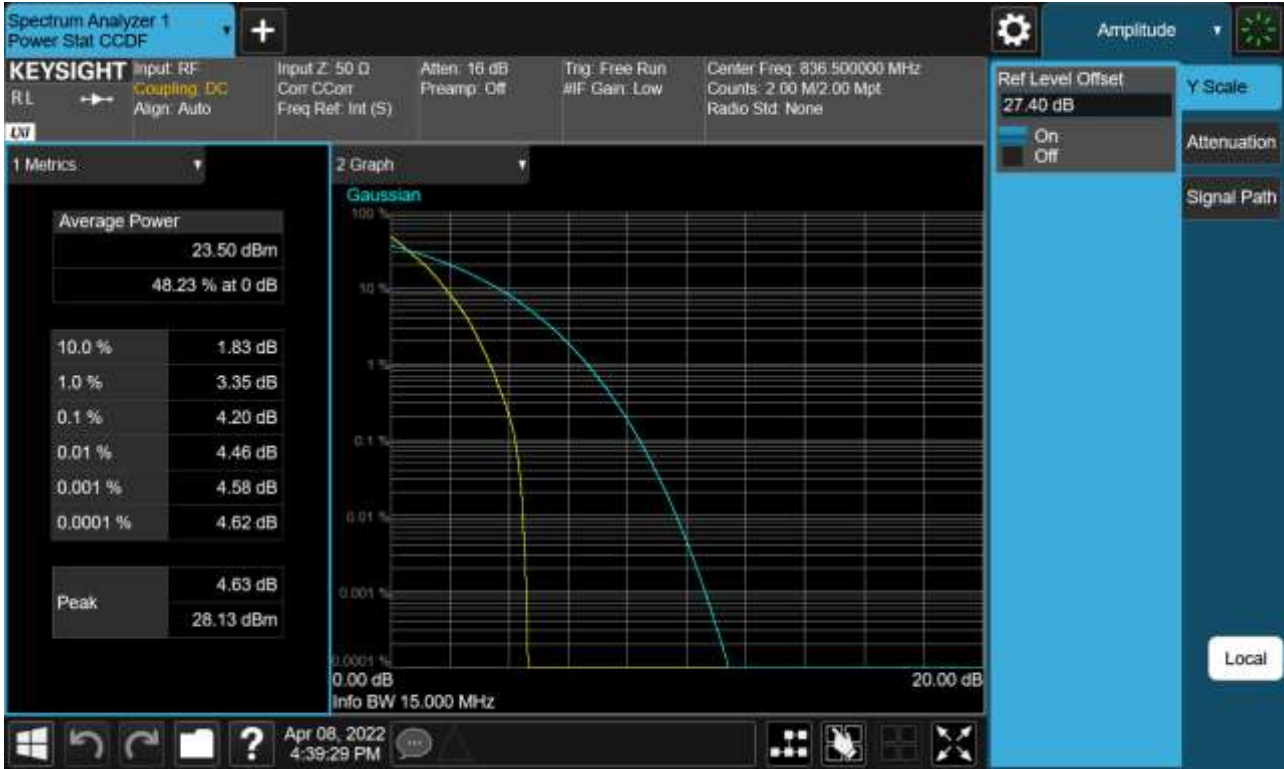 Spectrum Analyzer 1
Power Stat CCDF
+
Amplitude
KEYSIGHT
RL
LXI
Input: RF
Coupling: DC
Align: Auto
Input Z: 50 Ω
Corr CCorr
Freq Ref: Int (S)
Atten: 16 dB
Preamp: Off
Trig: Free Run
#IF Gain: Low
Center Freq: 836.500000 MHz
Counts: 2.00 M/2.00 Mpt
Radio Std: None
Ref Level Offset
27.40 dB
On
Off
Y Scale
Attenuation
Signal Path
Local
1 Metrics
Average Power
23.50 dBm
48.23 % at 0 dB
10.0 % 1.83 dB
1.0 % 3.35 dB
0.1 % 4.20 dB
0.01 % 4.46 dB
0.001 % 4.58 dB
0.0001 % 4.62 dB
Peak
4.63 dB
28.13 dBm
2 Graph
Gaussian
100 %
10 %
1 %
0.1 %
0.01 %
0.001 %
0.0001 %
0.00 dB 20.00 dB
Info BW 15.000 MHz
?
Apr 08, 2022
4:39:29 PM